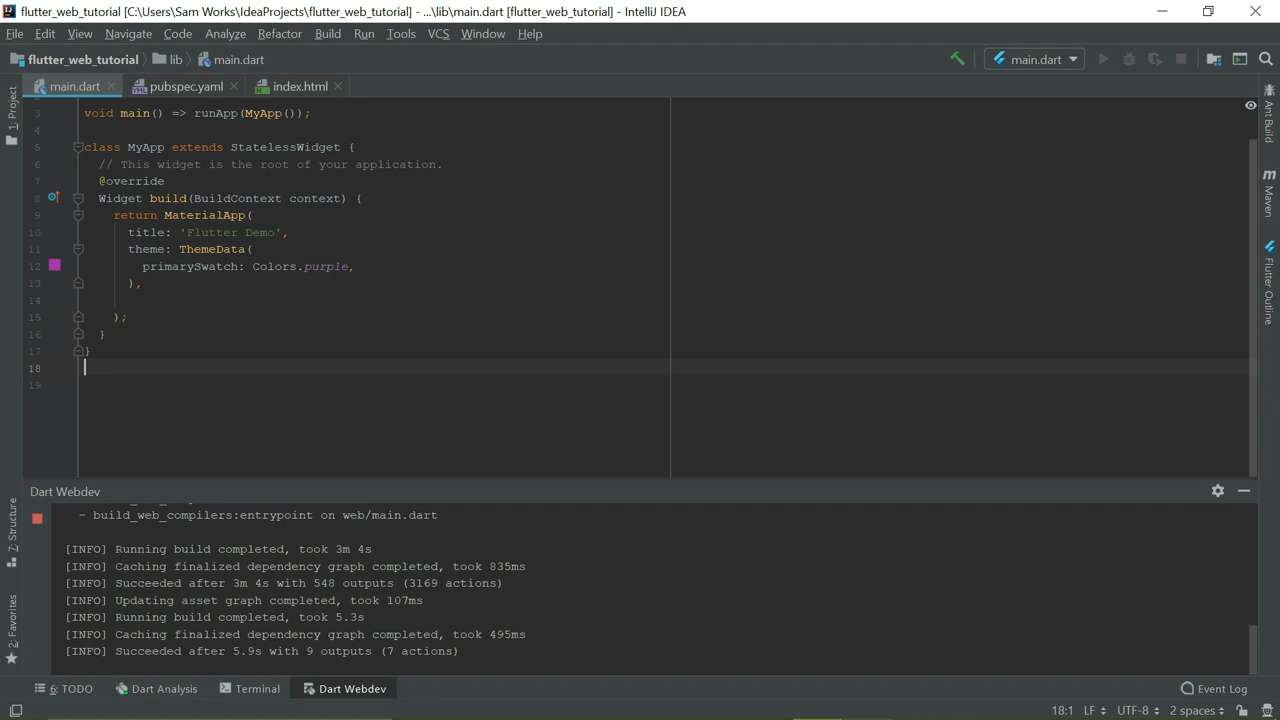 flutter_web_tutorial [C:\Users\Sam Works\IdeaProjects\flutter_web_tutorial] - ...\lib\main.dart [flutter_web_tutorial] - IntelliJ IDEA
File Edit View Navigate Code Analyze Refactor Build Run Tools VCS Window Help
flutter_web_tutorial lib main.dart
main.dart
main.dart pubspec.yaml index.html
3 void main() => runApp(MyApp());
4
5 class MyApp extends StatelessWidget {
6 // This widget is the root of your application.
7 @override
8 Widget build(BuildContext context) {
9 return MaterialApp(
10 title: 'Flutter Demo',
11 theme: ThemeData(
12 primarySwatch: Colors.purple,
13 ),
14
15 );
16 }
17 }
18
19
1: Project
7: Structure
2: Favorites
Ant Build
m
Maven
Flutter Outline
Dart Webdev
- build_web_compilers:entrypoint on web/main.dart
[INFO] Running build completed, took 3m 4s
[INFO] Caching finalized dependency graph completed, took 835ms
[INFO] Succeeded after 3m 4s with 548 outputs (3169 actions)
[INFO] Updating asset graph completed, took 107ms
[INFO] Running build completed, took 5.3s
[INFO] Caching finalized dependency graph completed, took 495ms
[INFO] Succeeded after 5.9s with 9 outputs (7 actions)
6: TODO Dart Analysis Terminal Dart Webdev Event Log
18:1 LF UTF-8 2 spaces